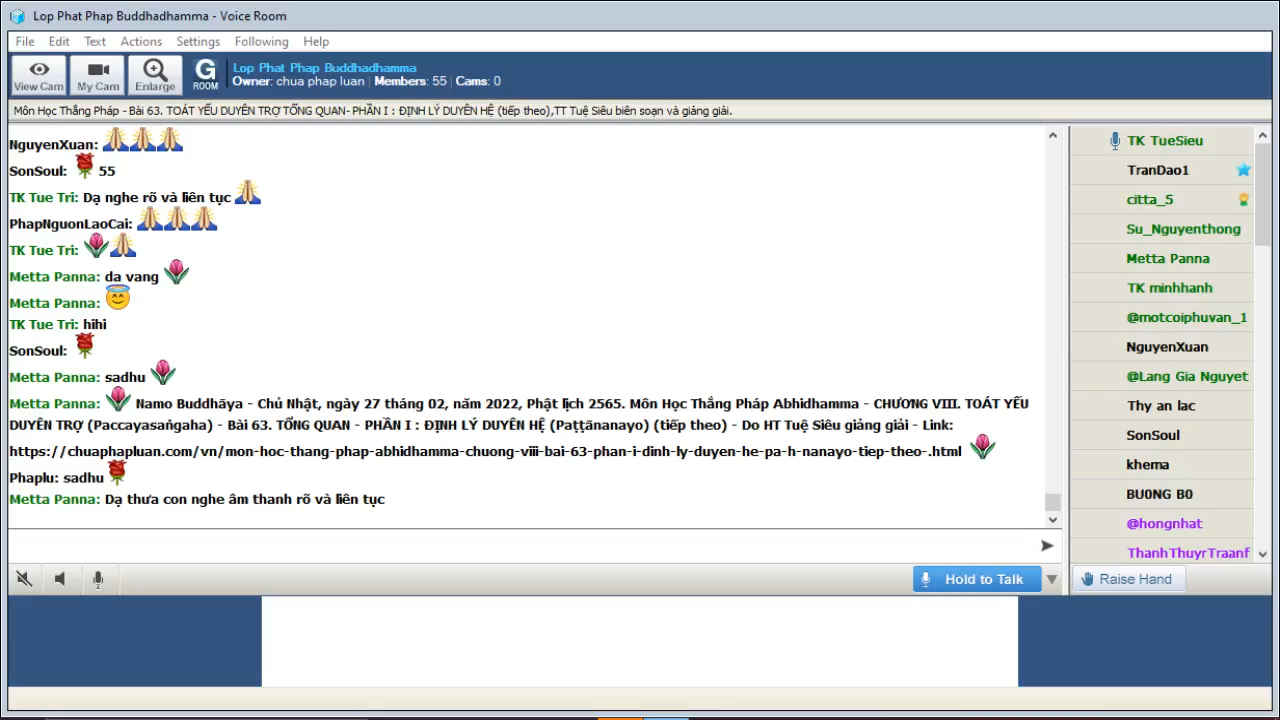 Lop Phat Phap Buddhadhamma - Voice Room
File Edit Text Actions Settings Following Help
View Cam My Cam Enlarge G ROOM
Lop Phat Phap Buddhadhamma
Owner: chua phap luan | Members: 55 | Cams: 0
Môn Học Thắng Pháp - Bài 63. TOÁT YẾU DUYÊN TRỢ TỔNG QUAN- PHẦN I : ĐỊNH LÝ DUYÊN HỆ (tiếp theo),TT Tuệ Siêu biên soạn và giảng giải.
NguyenXuan:
SonSoul: 55
TK Tue Tri: Dạ nghe rõ và liên tục
PhapNguonLaoCai:
TK Tue Tri:
Metta Panna: da vang
Metta Panna:
TK Tue Tri: hihi
SonSoul:
Metta Panna: sadhu
Metta Panna: Namo Buddhāya - Chủ Nhật, ngày 27 tháng 02, năm 2022, Phật lịch 2565. Môn Học Thắng Pháp Abhidhamma - CHƯƠNG VIII. TOÁT YẾU
DUYÊN TRỢ (Paccayasaṅgaha) - Bài 63. TỔNG QUAN - PHẦN I : ĐỊNH LÝ DUYÊN HỆ (Paṭṭānanayo) (tiếp theo) - Do HT Tuệ Siêu giảng giải - Link:
https://chuaphapluan.com/vn/mon-hoc-thang-phap-abhidhamma-chuong-viii-bai-63-phan-i-dinh-ly-duyen-he-pa-h-nanayo-tiep-theo-.html
Phaplu: sadhu
Metta Panna: Dạ thưa con nghe âm thanh rõ và liên tục
TK TueSieu
TranDao1
citta_5
Su_Nguyenthong
Metta Panna
TK minhhanh
@motcoiphuvan_1
NguyenXuan
@Lang Gia Nguyet
Thy an lac
SonSoul
khema
BU0NG B0
@hongnhat
ThanhThuyrTraanf
Hold to Talk
Raise Hand